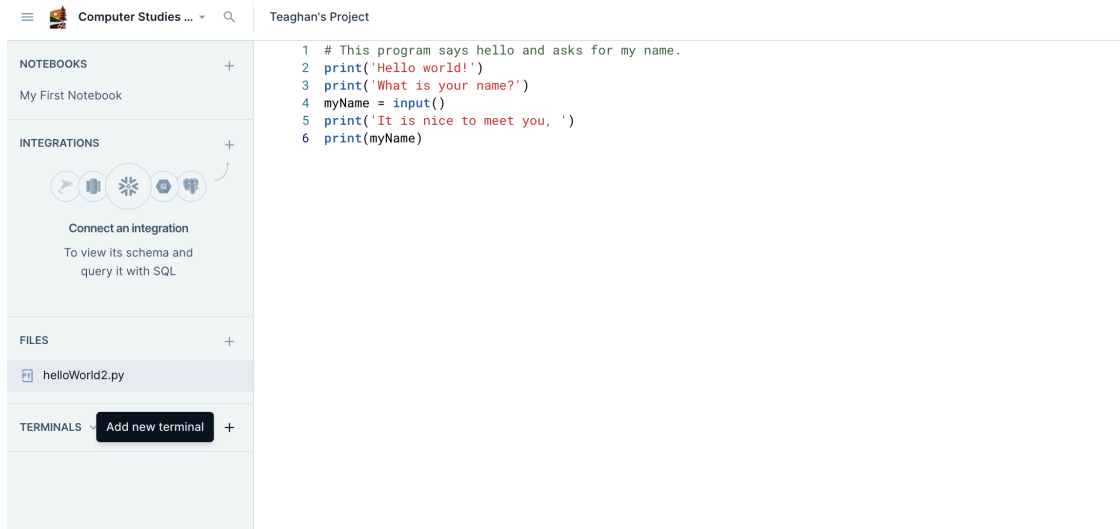 Computer Studies ...
Teaghan's Project
NOTEBOOKS
My First Notebook
INTEGRATIONS
Connect an integration
To view its schema and
query it with SQL
FILES
PY helloWorld2.py
TERMINALS
Add new terminal
1 # This program says hello and asks for my name.
2 print('Hello world!')
3 print('What is your name?')
4 myName = input()
5 print('It is nice to meet you, ')
6 print(myName)